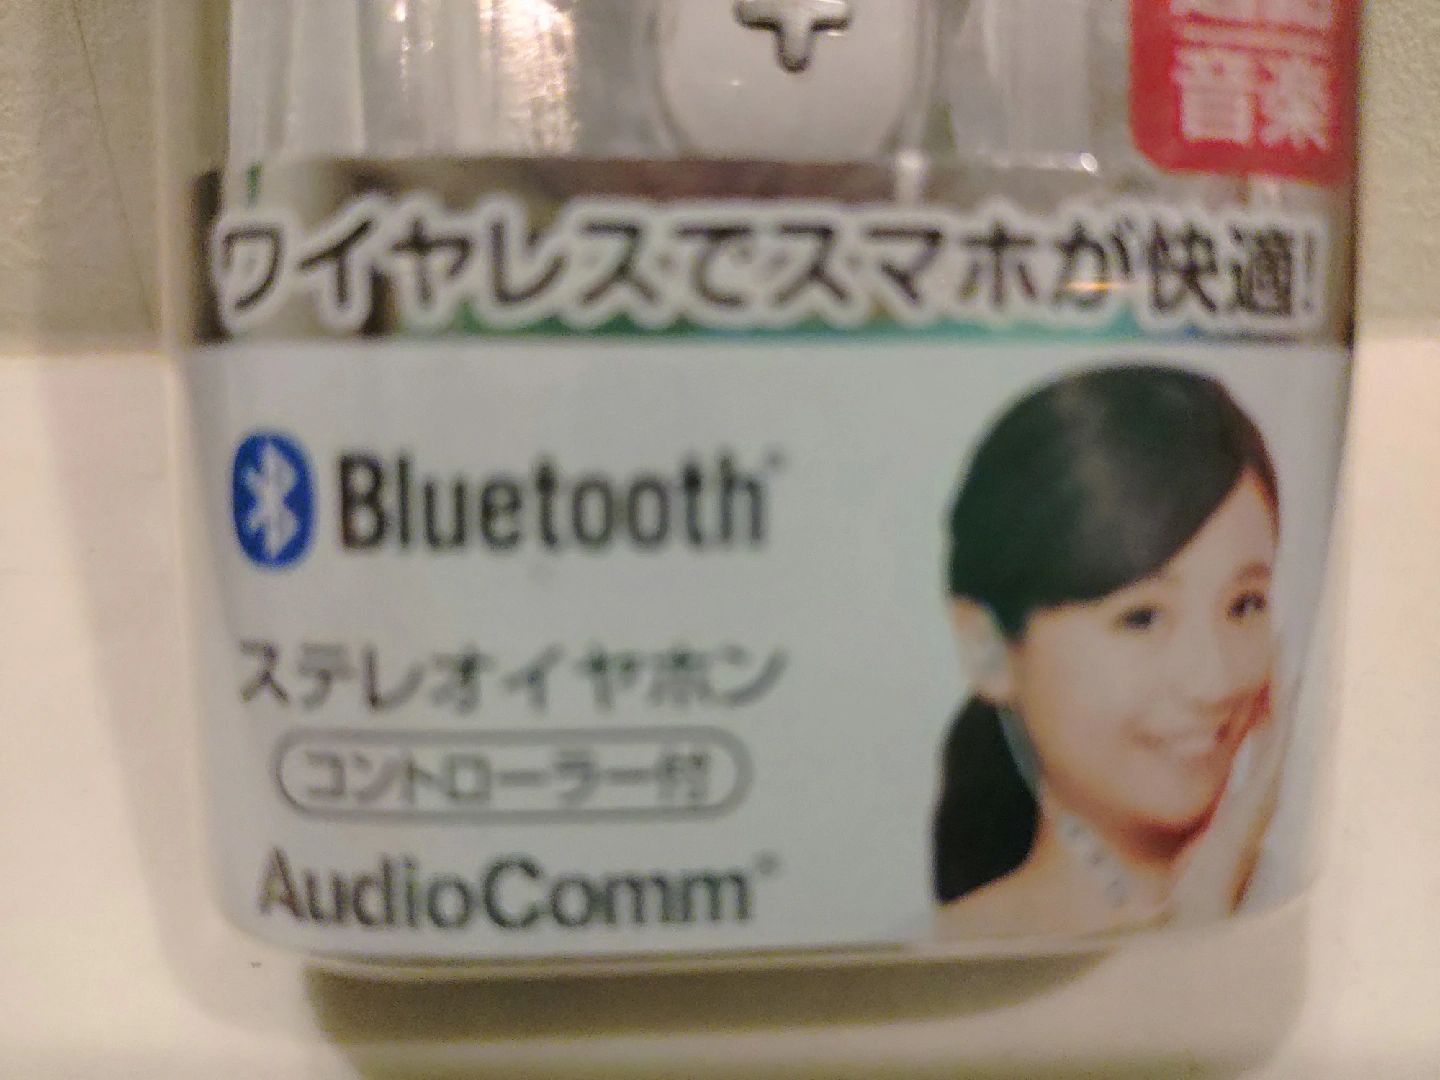 音楽
ワイヤレスでスマホが快適!
Bluetooth®
ステレオイヤホン
コントローラー付
AudioComm®